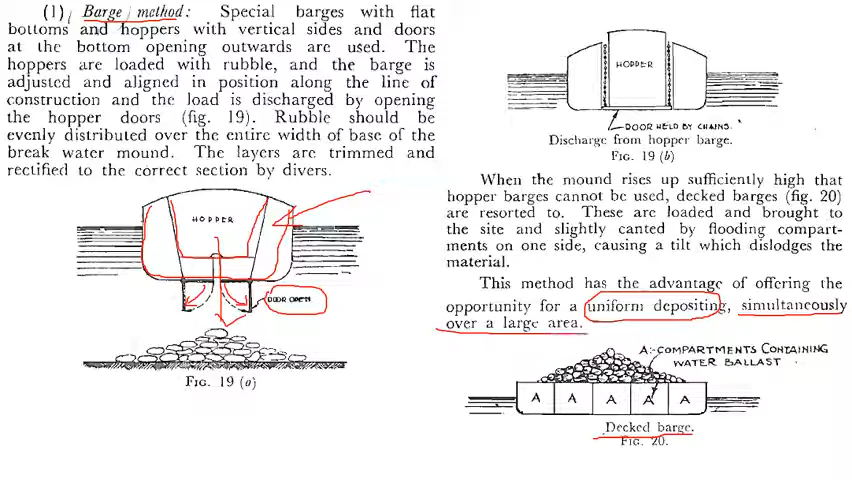 (1) Barge method: Special barges with flat
bottoms and hoppers with vertical sides and doors
at the bottom opening outwards are used. The
hoppers are loaded with rubble, and the barge is
adjusted and aligned in position along the line of
construction and the load is discharged by opening
the hopper doors (fig. 19). Rubble should be
evenly distributed over the entire width of base of the
break water mound. The layers are trimmed and
rectified to the correct section by divers.
HOPPER
DOOR OPEN
FIG. 19 (a)
HOPPER
DOOR HELD BY CHAINS.
Discharge from hopper barge.
FIG. 19 (b)
When the mound rises up sufficiently high that
hopper barges cannot be used, decked barges (fig. 20)
are resorted to. These are loaded and brought to
the site and slightly canted by flooding compart-
ments on one side, causing a tilt which dislodges the
material.
This method has the advantage of offering the
opportunity for a uniform depositing, simultaneously
over a large area.
A:-COMPARTMENTS CONTAINING
WATER BALLAST
A A A A A
Decked barge.
FIG. 20.